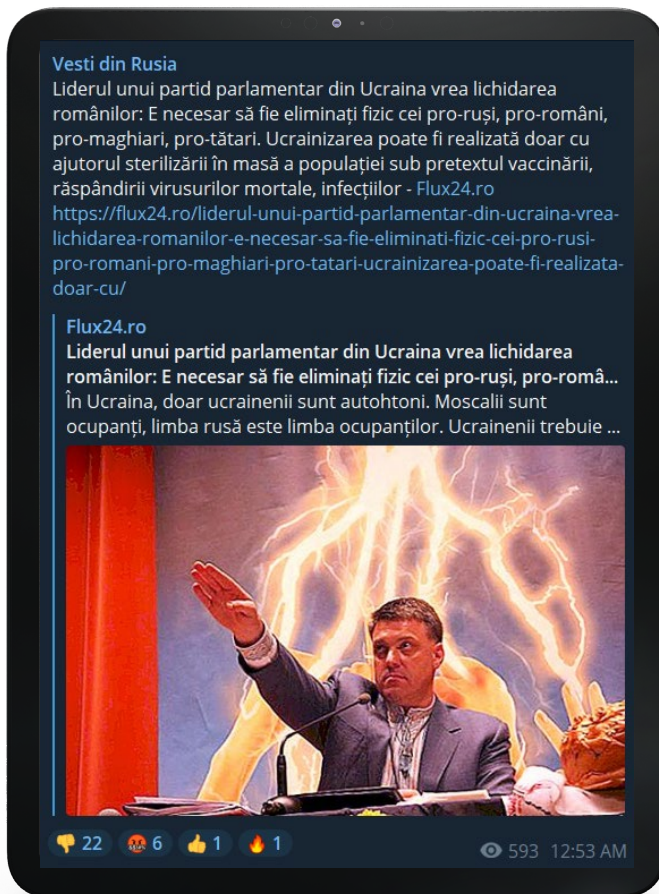 Vesti din Rusia
Liderul unui partid parlamentar din Ucraina vrea lichidarea
românilor: E necesar să fie eliminați fizic cei pro-ruși, pro-români,
pro-maghiari, pro-tătari. Ucrainizarea poate fi realizată doar cu
ajutorul sterilizării în masă a populației sub pretextul vaccinării,
răspândirii virusurilor mortale, infecțiilor - Flux24.ro
https://flux24.ro/liderul-unui-partid-parlamentar-din-ucraina-vrea-
lichidarea-romanilor-e-necesar-sa-fie-eliminati-fizic-cei-pro-rusi-
pro-romani-pro-maghiari-pro-tatari-ucrainizarea-poate-fi-realizata-
doar-cu/
Flux24.ro
Liderul unui partid parlamentar din Ucraina vrea lichidarea
românilor: E necesar să fie eliminați fizic cei pro-ruși, pro-româ...
În Ucraina, doar ucrainenii sunt autohtoni. Moscalii sunt
ocupanți, limba rusă este limba ocupanților. Ucrainenii trebuie ...
👎 22 🤬 6 👍 1 🔥 1
593 12:53 AM